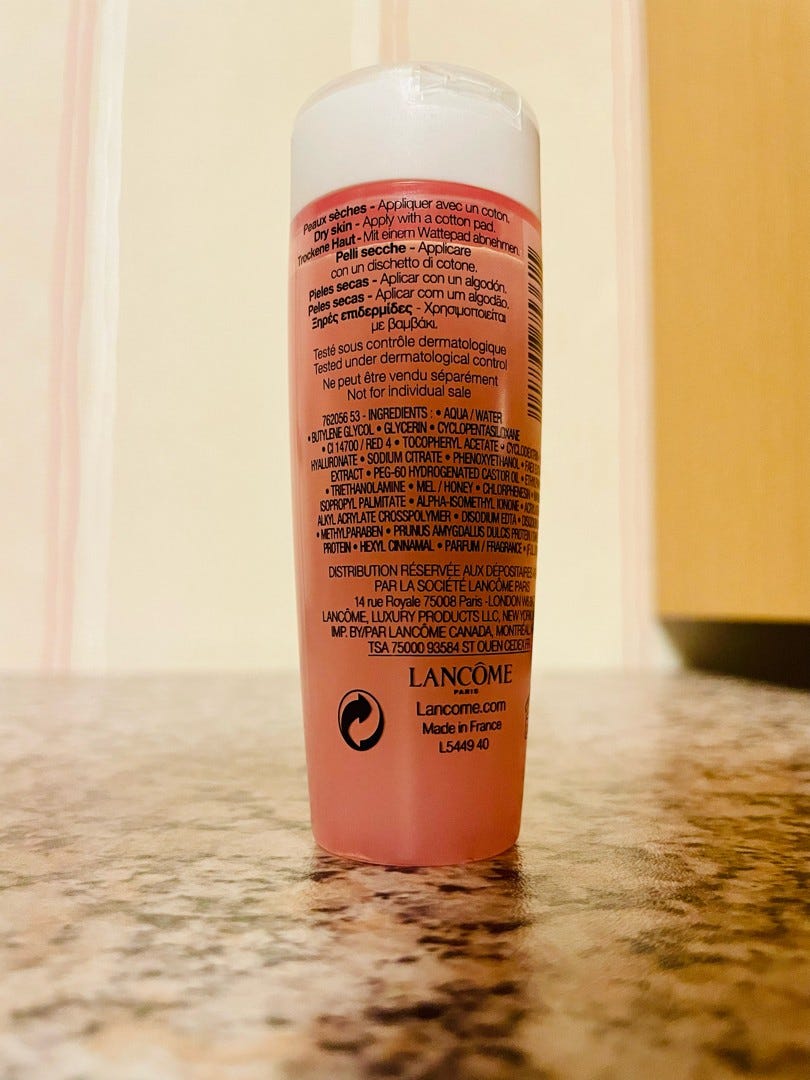 Peaux sèches - Appliquer avec un coton.
Dry skin - Apply with a cotton pad.
Trockene Haut - Mit einem Wattepad abnehmen.
Pelli secche - Applicare
con un dischetto di cotone.
Pieles secas - Aplicar con un algodón.
Peles secas - Aplicar com um algodão.
Ξηρές επιδερμίδες - Χρησιμοποιείται
με βαμβάκι.
Testé sous contrôle dermatologique
Tested under dermatological control
Ne peut être vendu séparément
Not for individual sale
762056 53 - INGREDIENTS : • AQUA / WATER
• BUTYLENE GLYCOL • GLYCERIN • CYCLOPENTASILOXANE
• CI 14700 / RED 4 • TOCOPHERYL ACETATE •
HYALURONATE • SODIUM CITRATE • PHENOXYETHANOL •
EXTRACT • PEG-60 HYDROGENATED CASTOR OIL •
• TRIETHANOLAMINE • MEL / HONEY • CHLORPHENESIN •
ISOPROPYL PALMITATE • ALPHA-ISOMETHYL IONONE •
ALKYL ACRYLATE CROSSPOLYMER • DISODIUM EDTA •
• METHYLPARABEN • PRUNUS AMYGDALUS DULCIS PROTEIN /
PROTEIN • HEXYL CINNAMAL • PARFUM / FRAGRANCE •
DISTRIBUTION RÉSERVÉE AUX DÉPOSITAIRES
PAR LA SOCIÉTÉ LANCÔME PARIS
14 rue Royale 75008 Paris - LONDON
LANCÔME, LUXURY PRODUCTS LLC, NEW YORK
IMP. BY/PAR LANCÔME CANADA, MONTRÉAL
TSA 75000 93584 ST OUEN CEDEX
LANCÔME
PARIS
Lancome.com
Made in France
L5449 40